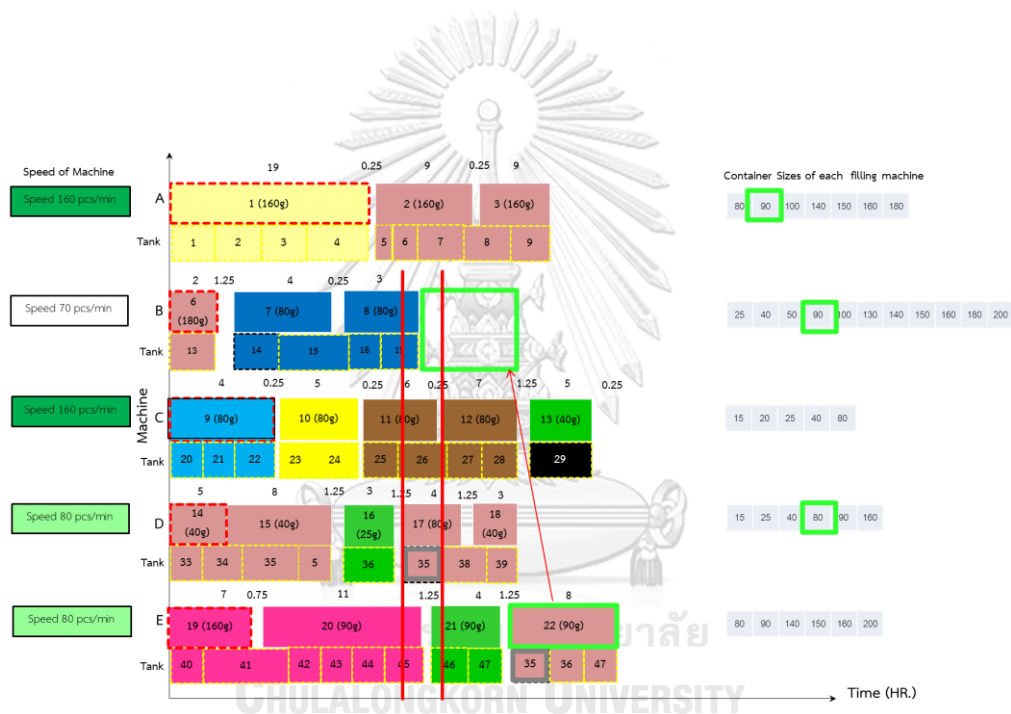 19 0.25 9 0.25 9
Speed of Machine
Container Sizes of each filling machine
Speed 160 pcs/min
A
1 (160g) 2 (160g) 3 (160g)
80 90 100 140 150 160 180
Tank 1 2 3 4 5 6 7 8 9
2 1.25 4 0.25 3
Speed 70 pcs/min
B
6 (180g) 7 (80g) 8 (80g)
25 40 50 90 100 130 140 150 160 180 200
Tank 13 14 15 18 19
4 0.25 5 0.25 6 0.25 7 1.25 5 0.25
Machine
Speed 160 pcs/min
C
9 (80g) 10 (80g) 11 (80g) 12 (80g) 13 (40g)
15 20 25 40 80
Tank 20 21 22 23 24 25 26 27 28 29
5 8 1.25 3 1.25 4 1.25 3
Speed 80 pcs/min
D
14 (40g) 15 (40g) 16 (25g) 17 (80g) 18 (40g)
15 25 40 80 90 160
Tank 33 34 35 5 36 35 38 39
7 0.75 11 1.25 4 1.25 8
Speed 80 pcs/min
E
19 (160g) 20 (90g) 21 (90g) 22 (90g)
80 90 140 150 160 200
Tank 40 41 42 43 44 45 46 47 35 36 47
Time (HR.)
CHULALONGKORN UNIVERSITY